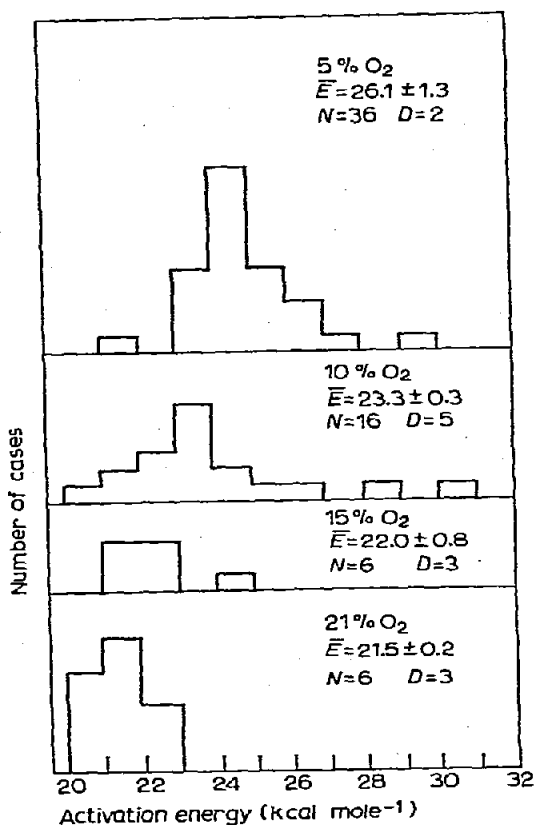 5 % O₂
E̅=26.1 ±1.3
N=36 D=2
10 % O₂
E̅=23.3 ± 0.3
N=16 D=5
15 % O₂
E̅=22.0 ± 0.8
N=6 D=3
21 % O₂
E̅=21.5 ± 0.2
N=6 D=3
Number of cases
20 22 24 26 28 30 32
Activation energy (kcal mole⁻¹)